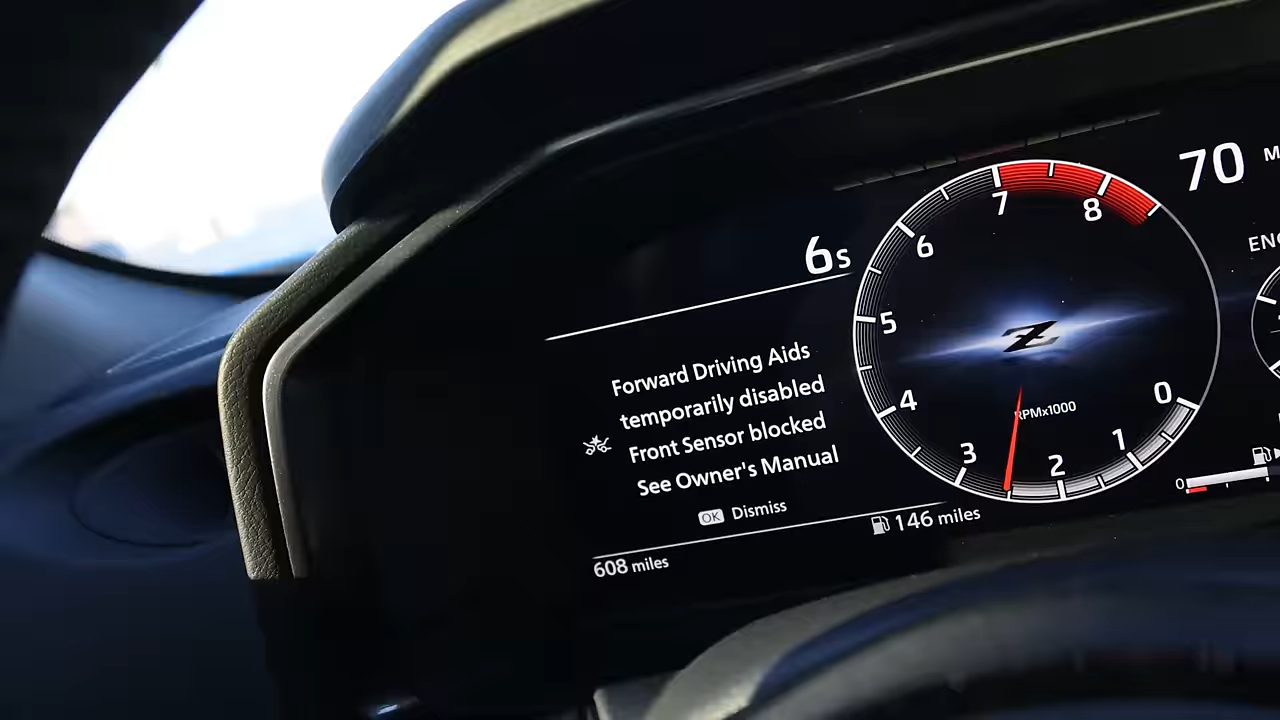 70 M
6s
ENG
Forward Driving Aids
temporarily disabled
Front Sensor blocked
See Owner's Manual
OK Dismiss
608 miles
146 miles
0
1
2
3
4
5
6
7
8
Z
RPMx1000
0